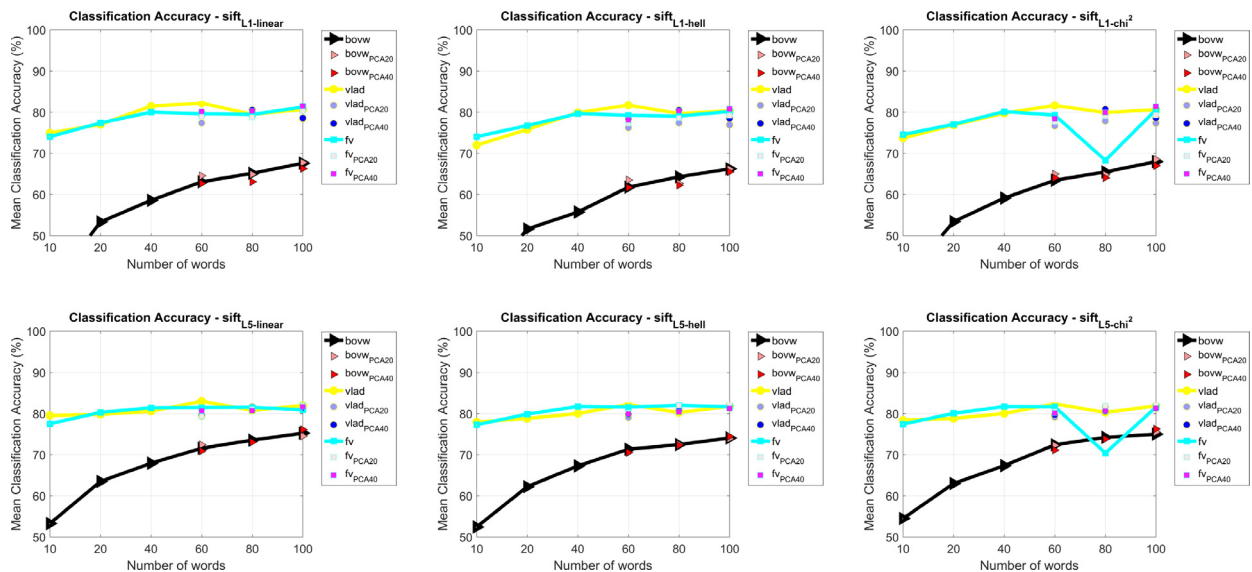 Classification Accuracy - sift_L1-linear
Mean Classification Accuracy (%)
100
90
80
70
60
50
10 20 40 60 80 100
Number of words
bovw
bovw_PCA20
bovw_PCA40
vlad
vlad_PCA20
vlad_PCA40
fv
fv_PCA20
fv_PCA40
Classification Accuracy - sift_L1-hell
Mean Classification Accuracy (%)
100
90
80
70
60
50
10 20 40 60 80 100
Number of words
bovw
bovw_PCA20
bovw_PCA40
vlad
vlad_PCA20
vlad_PCA40
fv
fv_PCA20
fv_PCA40
Classification Accuracy - sift_L1-chi²
Mean Classification Accuracy (%)
100
90
80
70
60
50
10 20 40 60 80 100
Number of words
bovw
bovw_PCA20
bovw_PCA40
vlad
vlad_PCA20
vlad_PCA40
fv
fv_PCA20
fv_PCA40
Classification Accuracy - sift_L5-linear
Mean Classification Accuracy (%)
100
90
80
70
60
50
10 20 40 60 80 100
Number of words
bovw
bovw_PCA20
bovw_PCA40
vlad
vlad_PCA20
vlad_PCA40
fv
fv_PCA20
fv_PCA40
Classification Accuracy - sift_L5-hell
Mean Classification Accuracy (%)
100
90
80
70
60
50
10 20 40 60 80 100
Number of words
bovw
bovw_PCA20
bovw_PCA40
vlad
vlad_PCA20
vlad_PCA40
fv
fv_PCA20
fv_PCA40
Classification Accuracy - sift_L5-chi²
Mean Classification Accuracy (%)
100
90
80
70
60
50
10 20 40 60 80 100
Number of words
bovw
bovw_PCA20
bovw_PCA40
vlad
vlad_PCA20
vlad_PCA40
fv
fv_PCA20
fv_PCA40